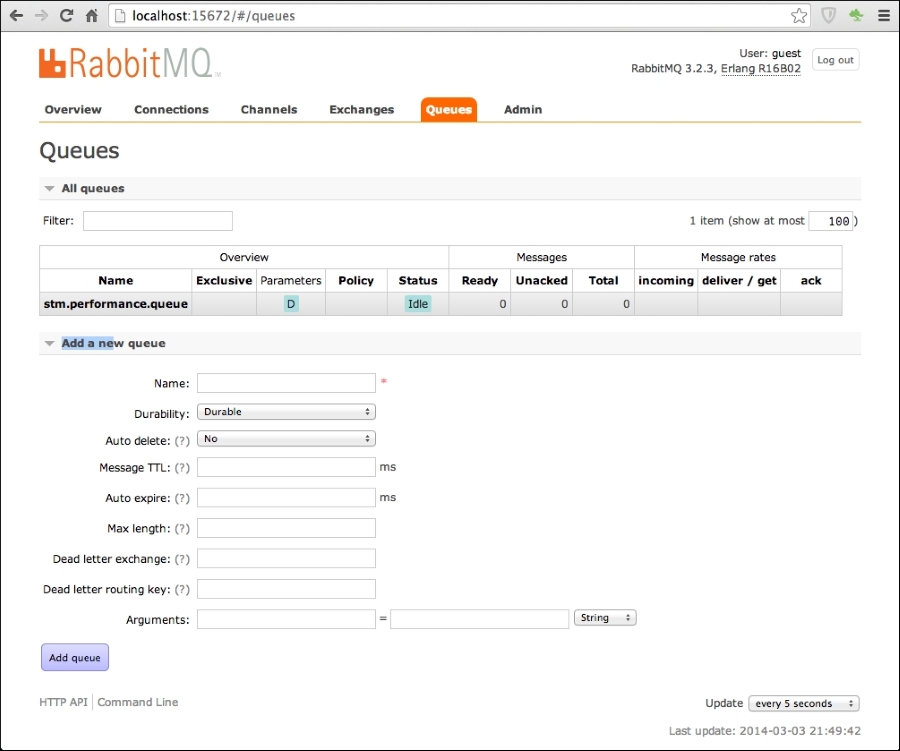 localhost:15672/#/queues
RabbitMQ™
User: guest
RabbitMQ 3.2.3, Erlang R16B02
Log out
Overview Connections Channels Exchanges Queues Admin
Queues
All queues
Filter:
1 item (show at most 100 )
Overview Messages Message rates
Name Exclusive Parameters Policy Status Ready Unacked Total incoming deliver / get ack
stm.performance.queue D Idle 0 0 0
Add a new queue
Name: *
Durability: Durable
Auto delete: (?) No
Message TTL: (?) ms
Auto expire: (?) ms
Max length: (?)
Dead letter exchange: (?)
Dead letter routing key: (?)
Arguments: = String
Add queue
HTTP API Command Line
Update every 5 seconds
Last update: 2014-03-03 21:49:42